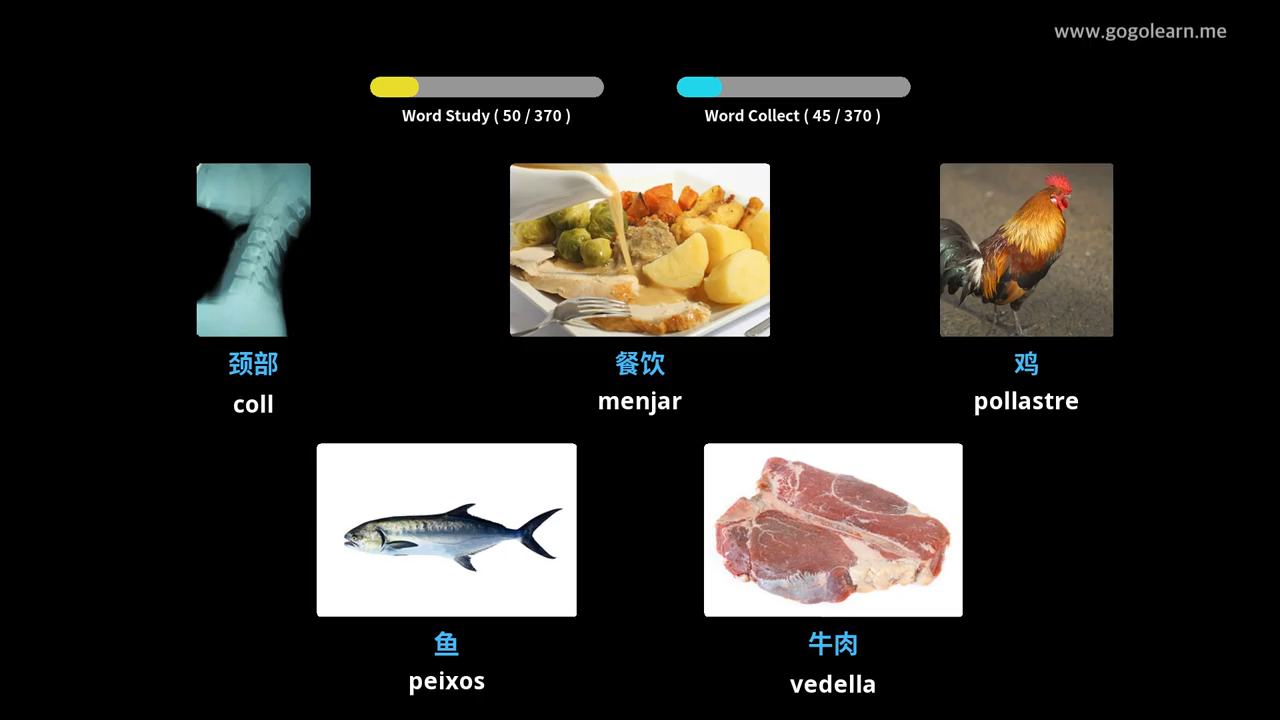 www.gogolearn.me
Word Study ( 50 / 370 )
Word Collect ( 45 / 370 )
颈部
coll
餐饮
menjar
鸡
pollastre
鱼
peixos
牛肉
vedella